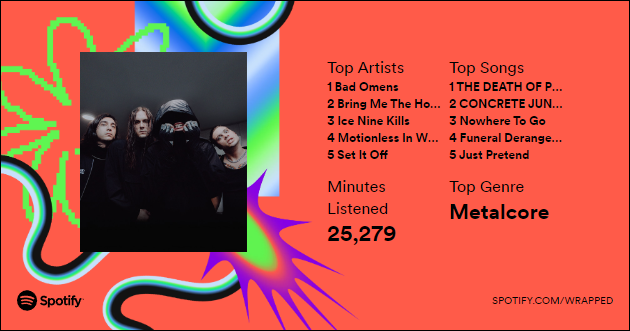 Top Artists
1 Bad Omens
2 Bring Me The Ho...
3 Ice Nine Kills
4 Motionless In W...
5 Set It Off
Top Songs
1 THE DEATH OF P...
2 CONCRETE JUN...
3 Nowhere To Go
4 Funeral Derange...
5 Just Pretend
Minutes
Listened
25,279
Top Genre
Metalcore
Spotify
SPOTIFY.COM/WRAPPED